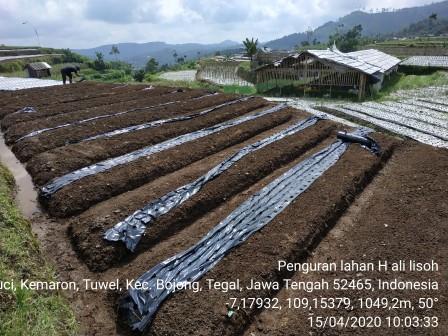 Penguran lahan H ali lisoh
uci, Kemaron, Tuwel, Kec. Bojong, Tegal, Jawa Tengah 52465, Indonesia
-7,17932, 109,15379, 1049,2m, 50°
15/04/2020 10:03:33